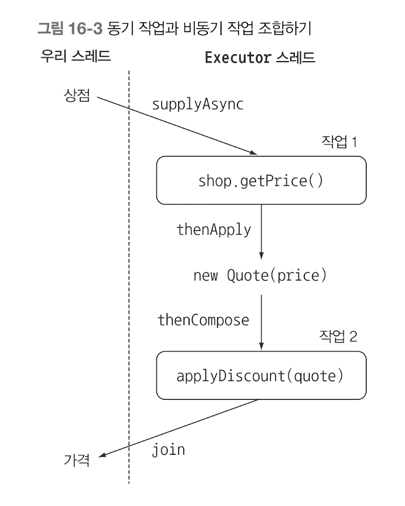 그림 16-3 동기 작업과 비동기 작업 조합하기
우리 스레드
Executor 스레드
상점
supplyAsync
작업 1
shop.getPrice()
thenApply
new Quote(price)
thenCompose
작업 2
applyDiscount(quote)
join
가격